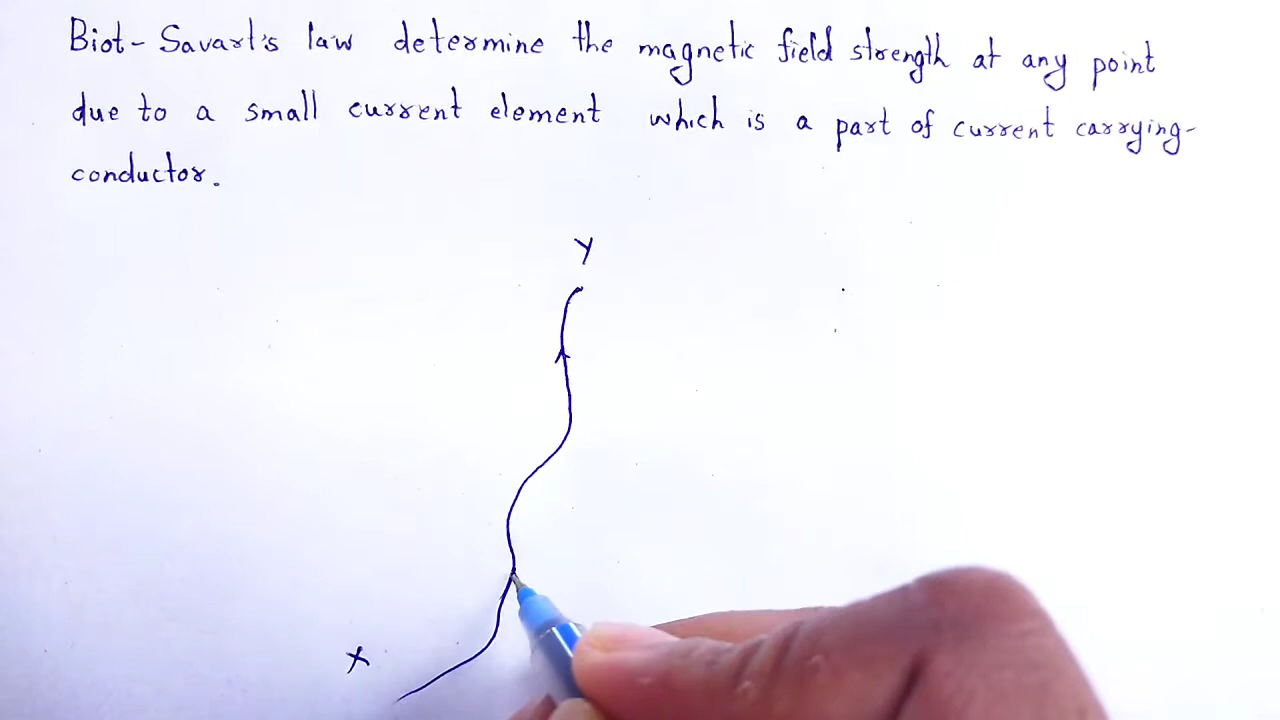 Biot-Savart's law determine the magnetic field strength at any point
due to a small current element which is a part of current carrying-
conductor.
Y
X